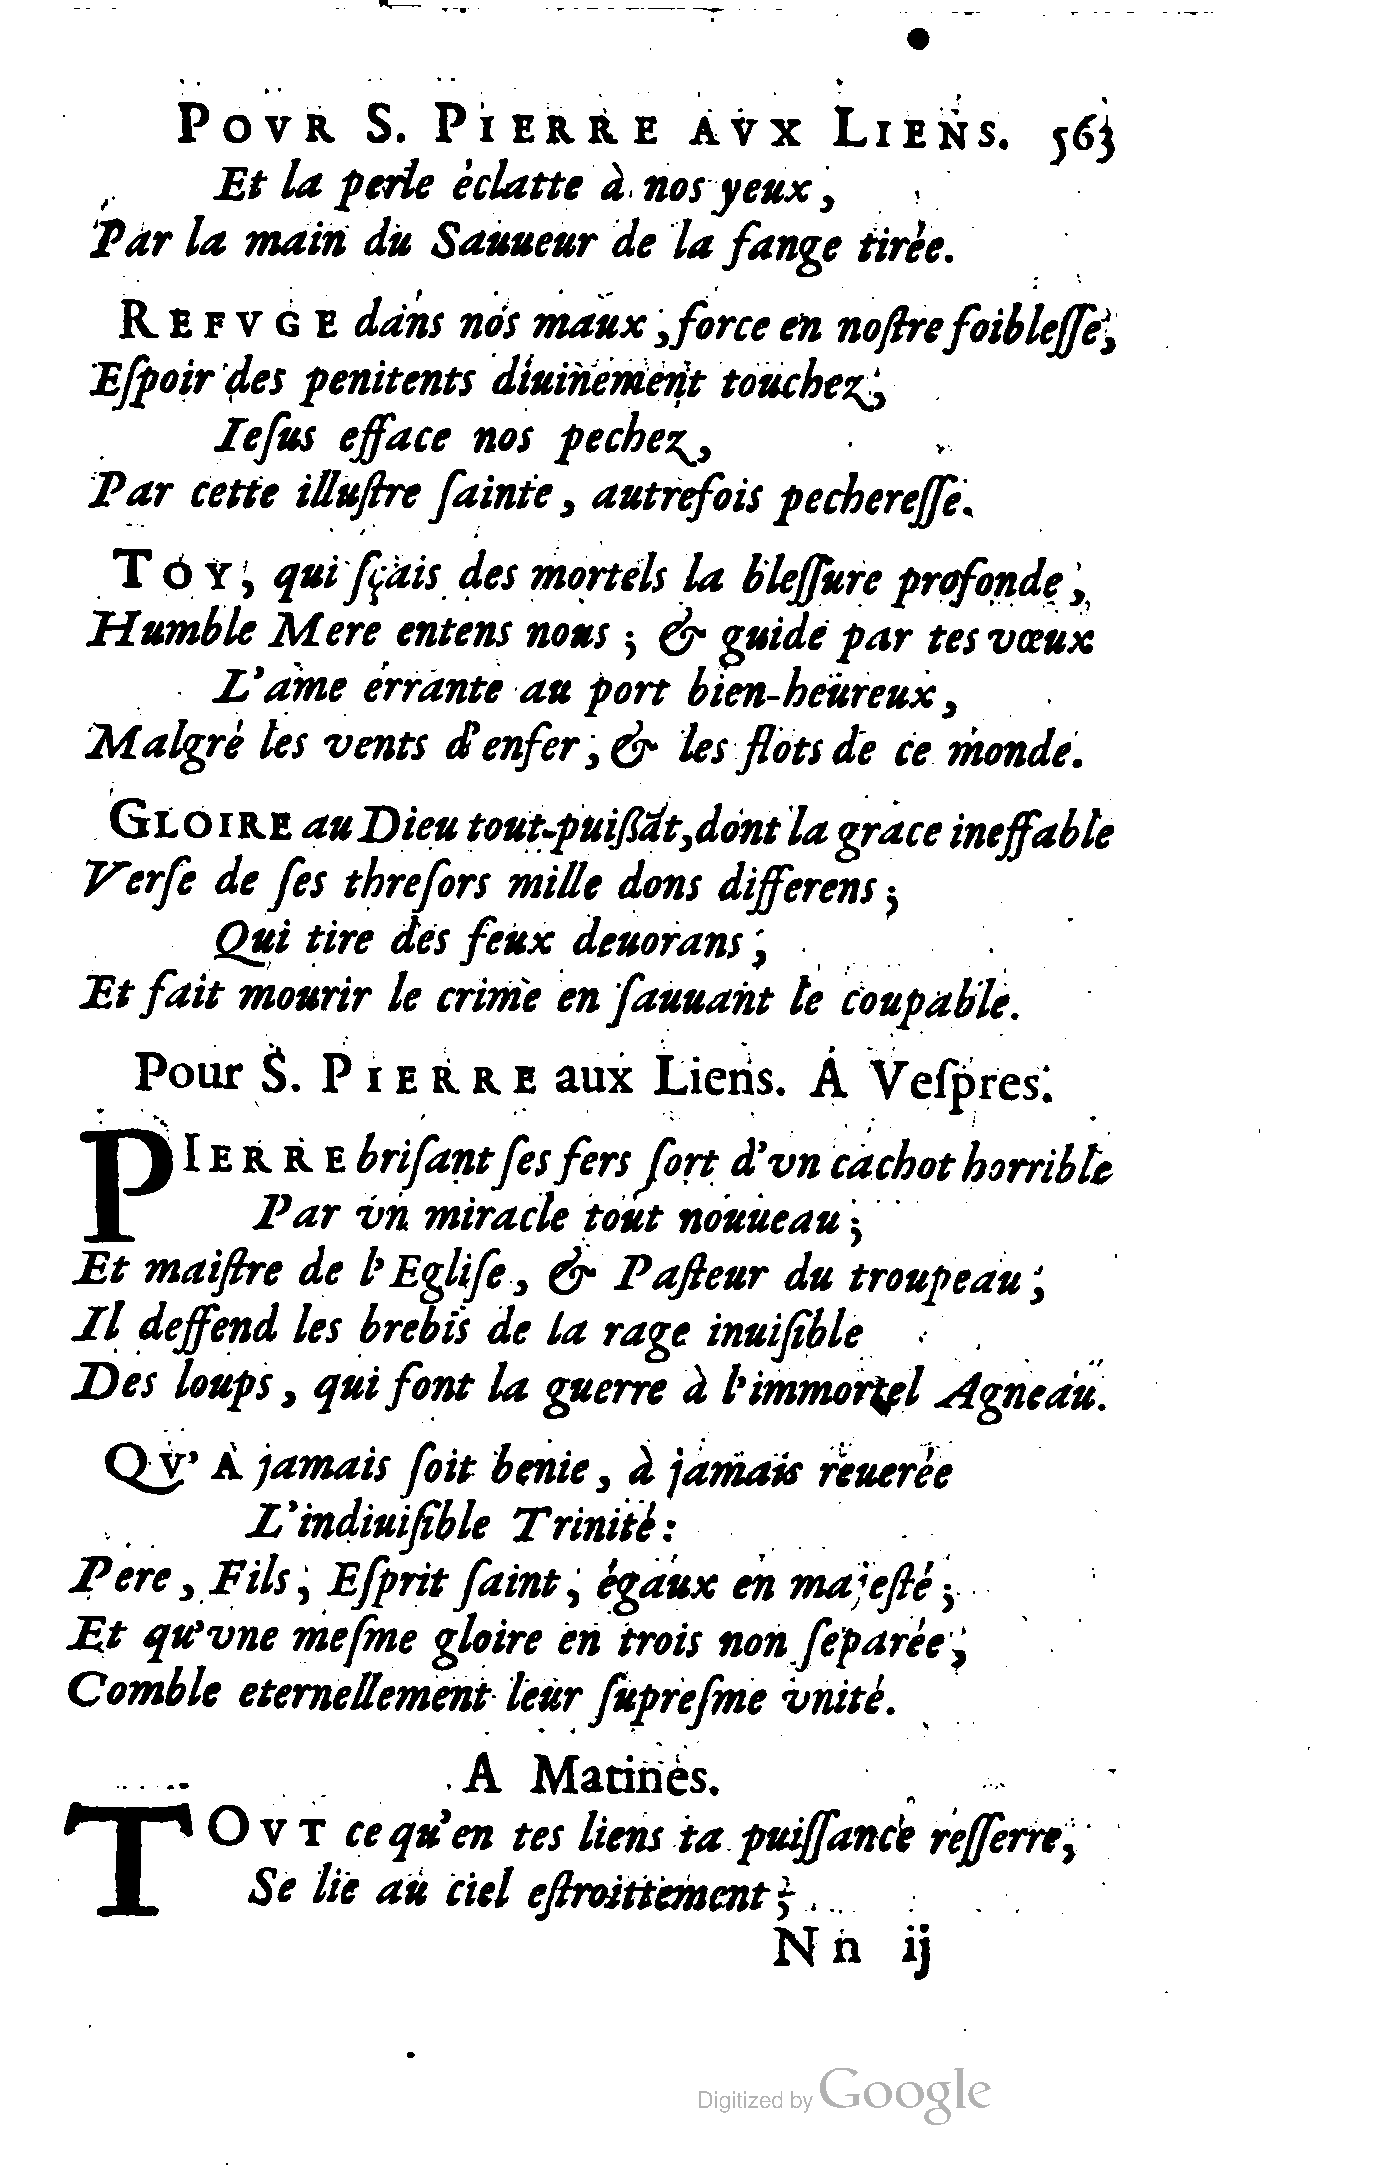 POVR S. PIERRE AVX LIENS. 563
Et la perle éclatte à nos yeux,
Par la main du Sauueur de la fange tirée.
REFVGE dans nos maux, force en noſtre foibleſſe,
Eſpoir des penitents diuinement touchez,
Ieſus efface nos pechez,
Par cette illuſtre ſainte, autrefois pechereſſe.
TOY, qui ſçais des mortels la bleſſure profonde,
Humble Mere entens nous; & guide par tes vœux
L'ame errante au port bien-heureux,
Malgré les vents d'enfer, & les flots de ce monde.
GLOIRE au Dieu tout-puißãt, dont la grace ineffable
Verſe de ſes threſors mille dons differens;
Qui tire des feux deuorans;
Et fait mourir le crime en ſauuant le coupable.
Pour S. PIERRE aux Liens. A Veſpres.
PIERRE briſant ſes fers ſort d'vn cachot horrible
Par vn miracle tout nouueau;
Et maiſtre de l'Egliſe, & Paſteur du troupeau;
Il deffend les brebis de la rage inuiſible
Des loups, qui font la guerre à l'immortel Agneau.
QV'A jamais ſoit benie, à jamais reuerée
L'indiuiſible Trinité:
Pere, Fils, Eſprit ſaint, égaux en majeſté;
Et qu'vne meſme gloire en trois non ſeparée,
Comble eternellement leur ſupreſme vnité.
A Matines.
TOVT ce qu'en tes liens ta puiſſance reſſerre,
Se lie au ciel eſtroittement;
Nn ij
Digitized by Google